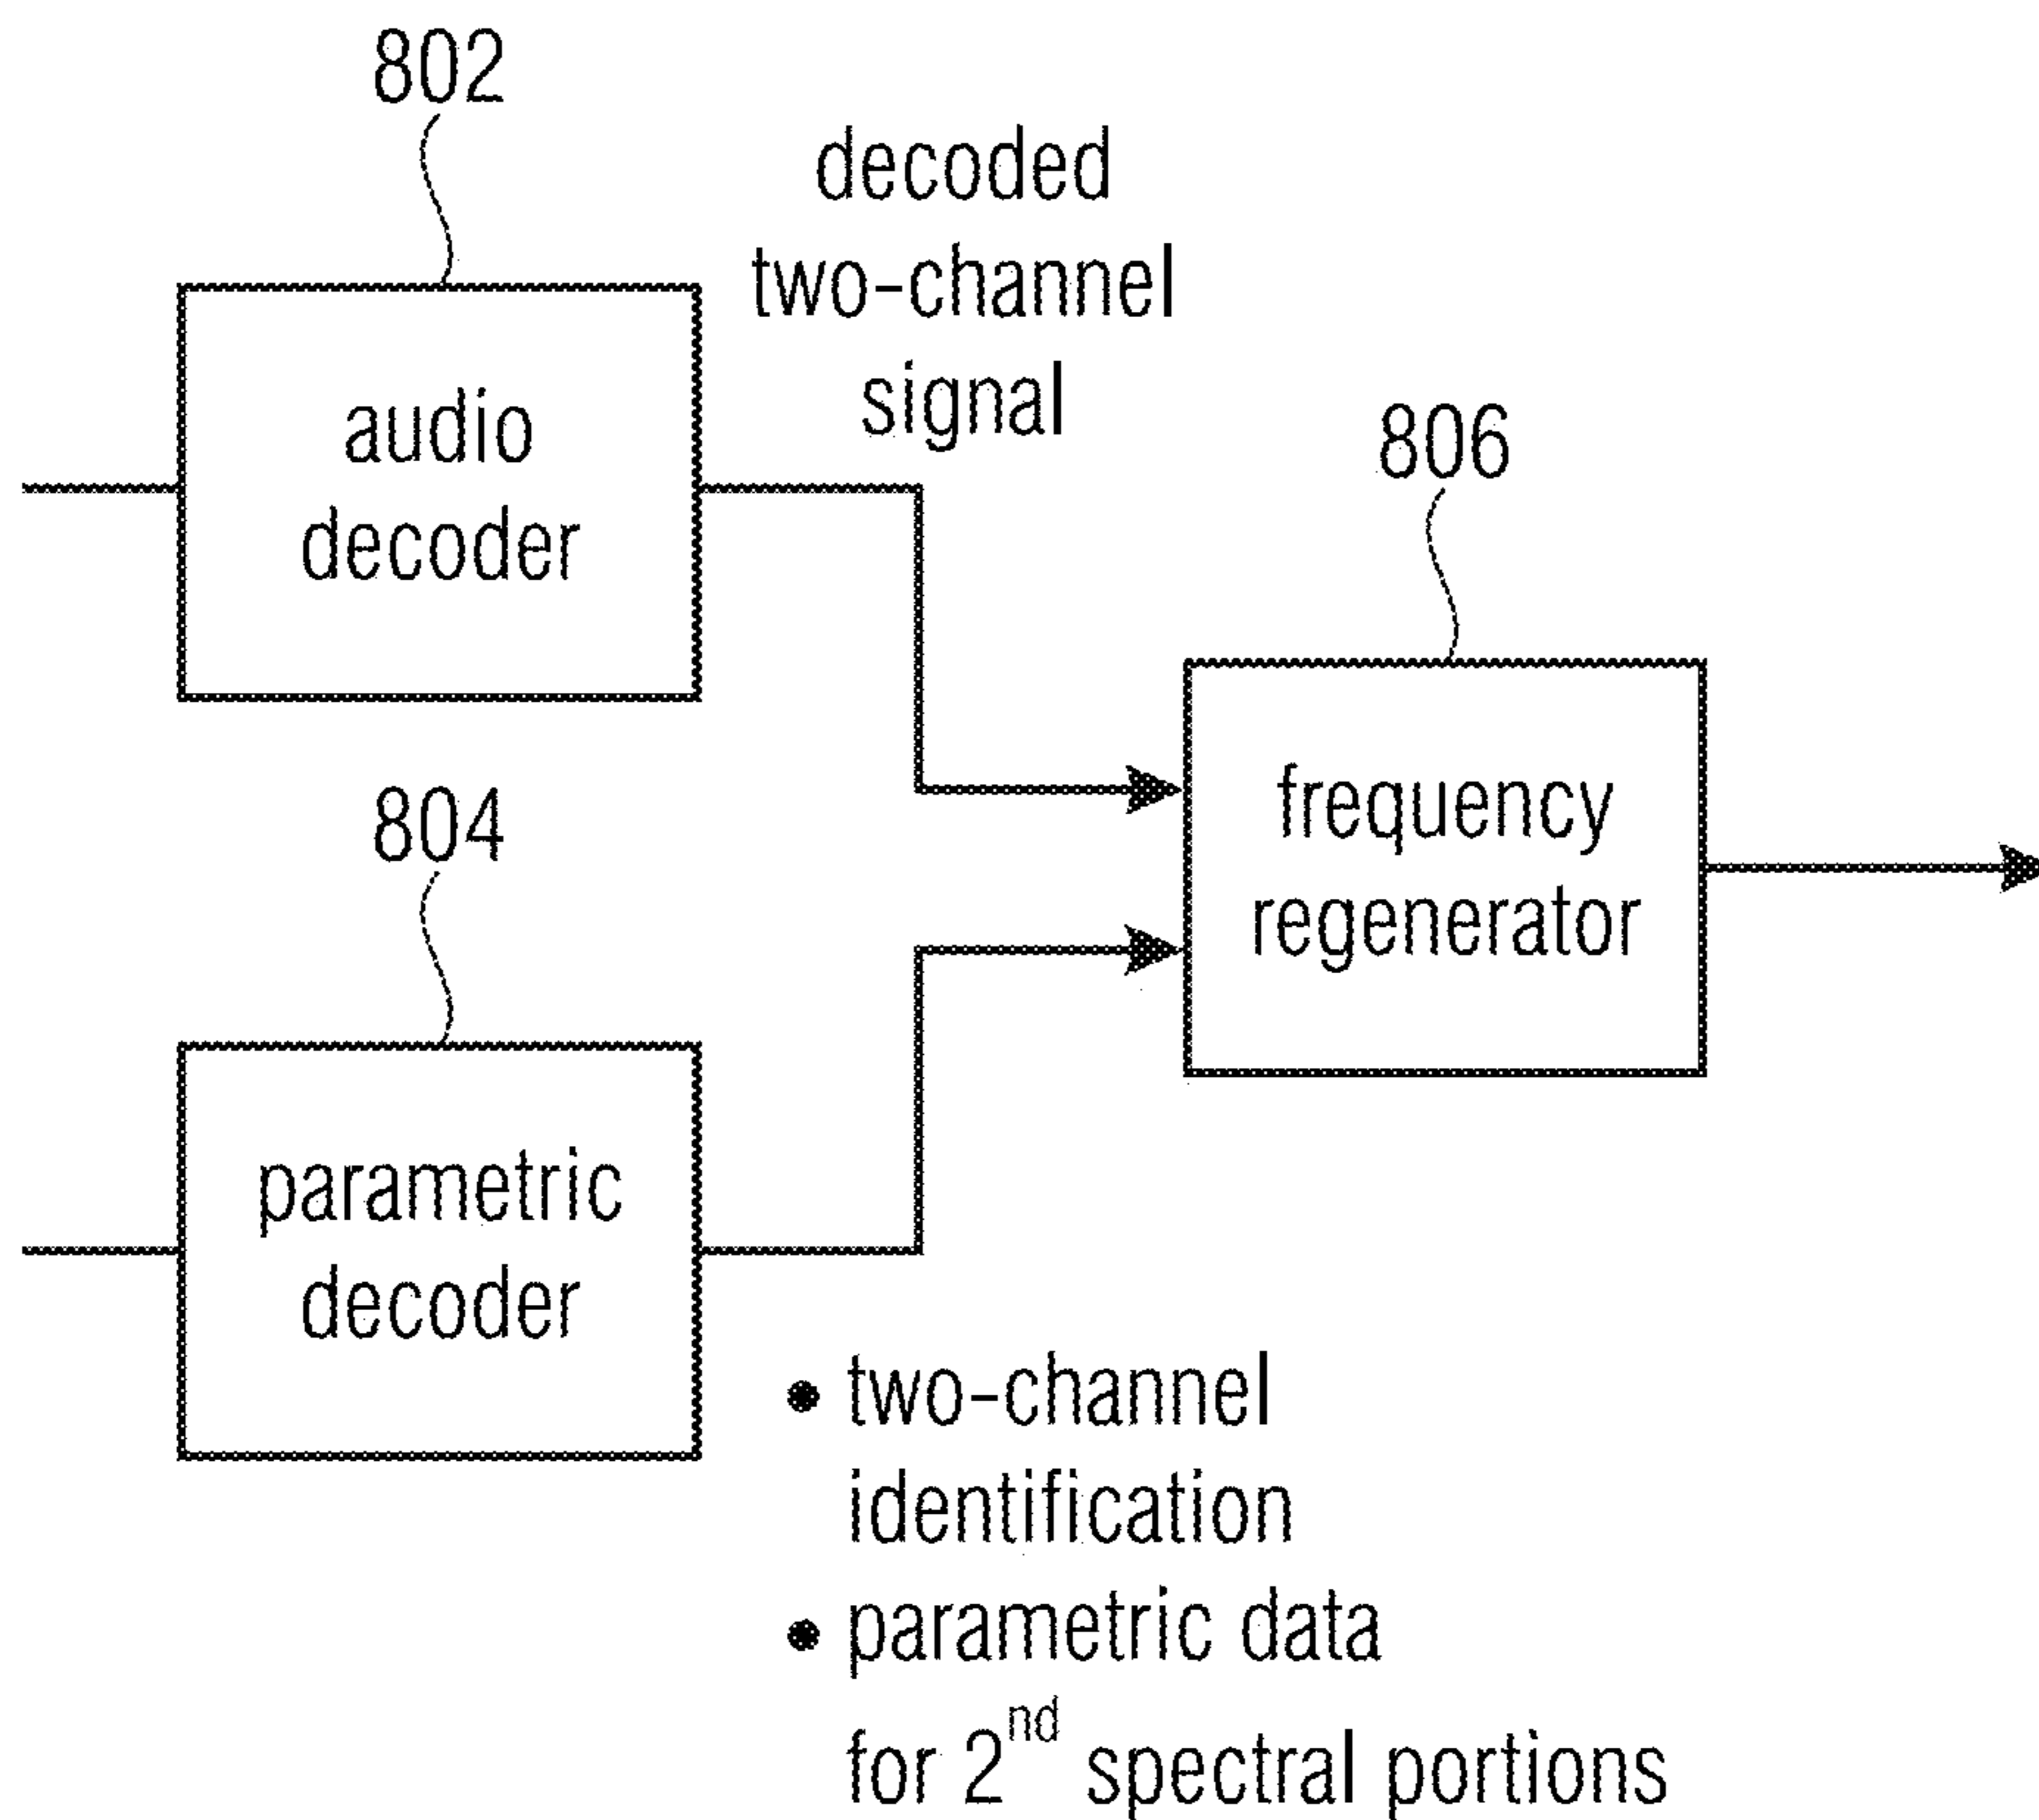 802
decoded
two-channel
signal
audio
decoder
806
804
frequency
regenerator
parametric
decoder
• two-channel
identification
• parametric data
for 2nd spectral portions